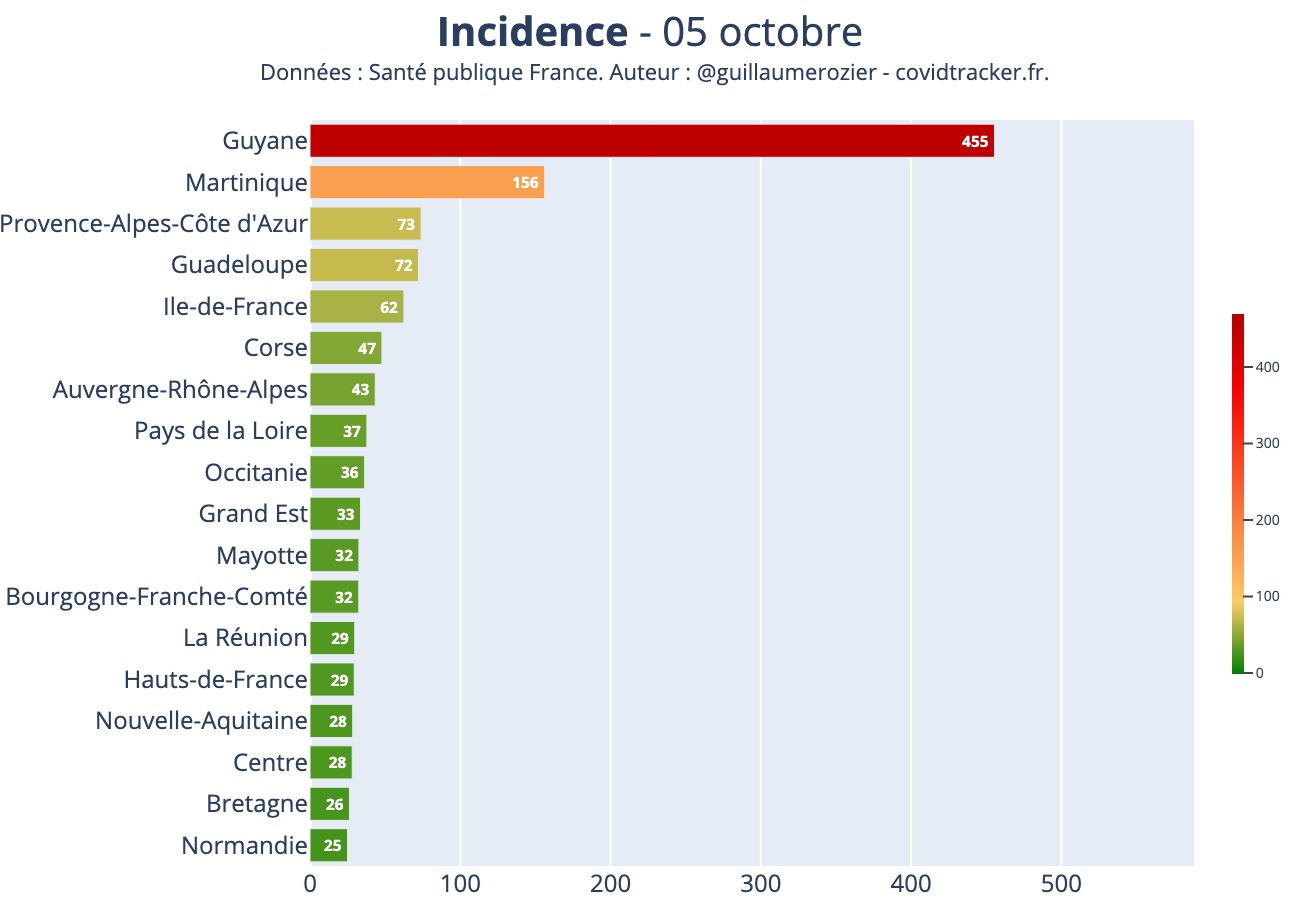 Incidence - 05 octobre
Données : Santé publique France. Auteur : @guillaumerozier - covidtracker.fr.
Guyane 455
Martinique 156
Provence-Alpes-Côte d'Azur 73
Guadeloupe 72
Ile-de-France 62
Corse 47
Auvergne-Rhône-Alpes 43
Pays de la Loire 37
Occitanie 36
Grand Est 33
Mayotte 32
Bourgogne-Franche-Comté 32
La Réunion 29
Hauts-de-France 29
Nouvelle-Aquitaine 28
Centre 28
Bretagne 26
Normandie 25
0 100 200 300 400 500
400
300
200
100
0